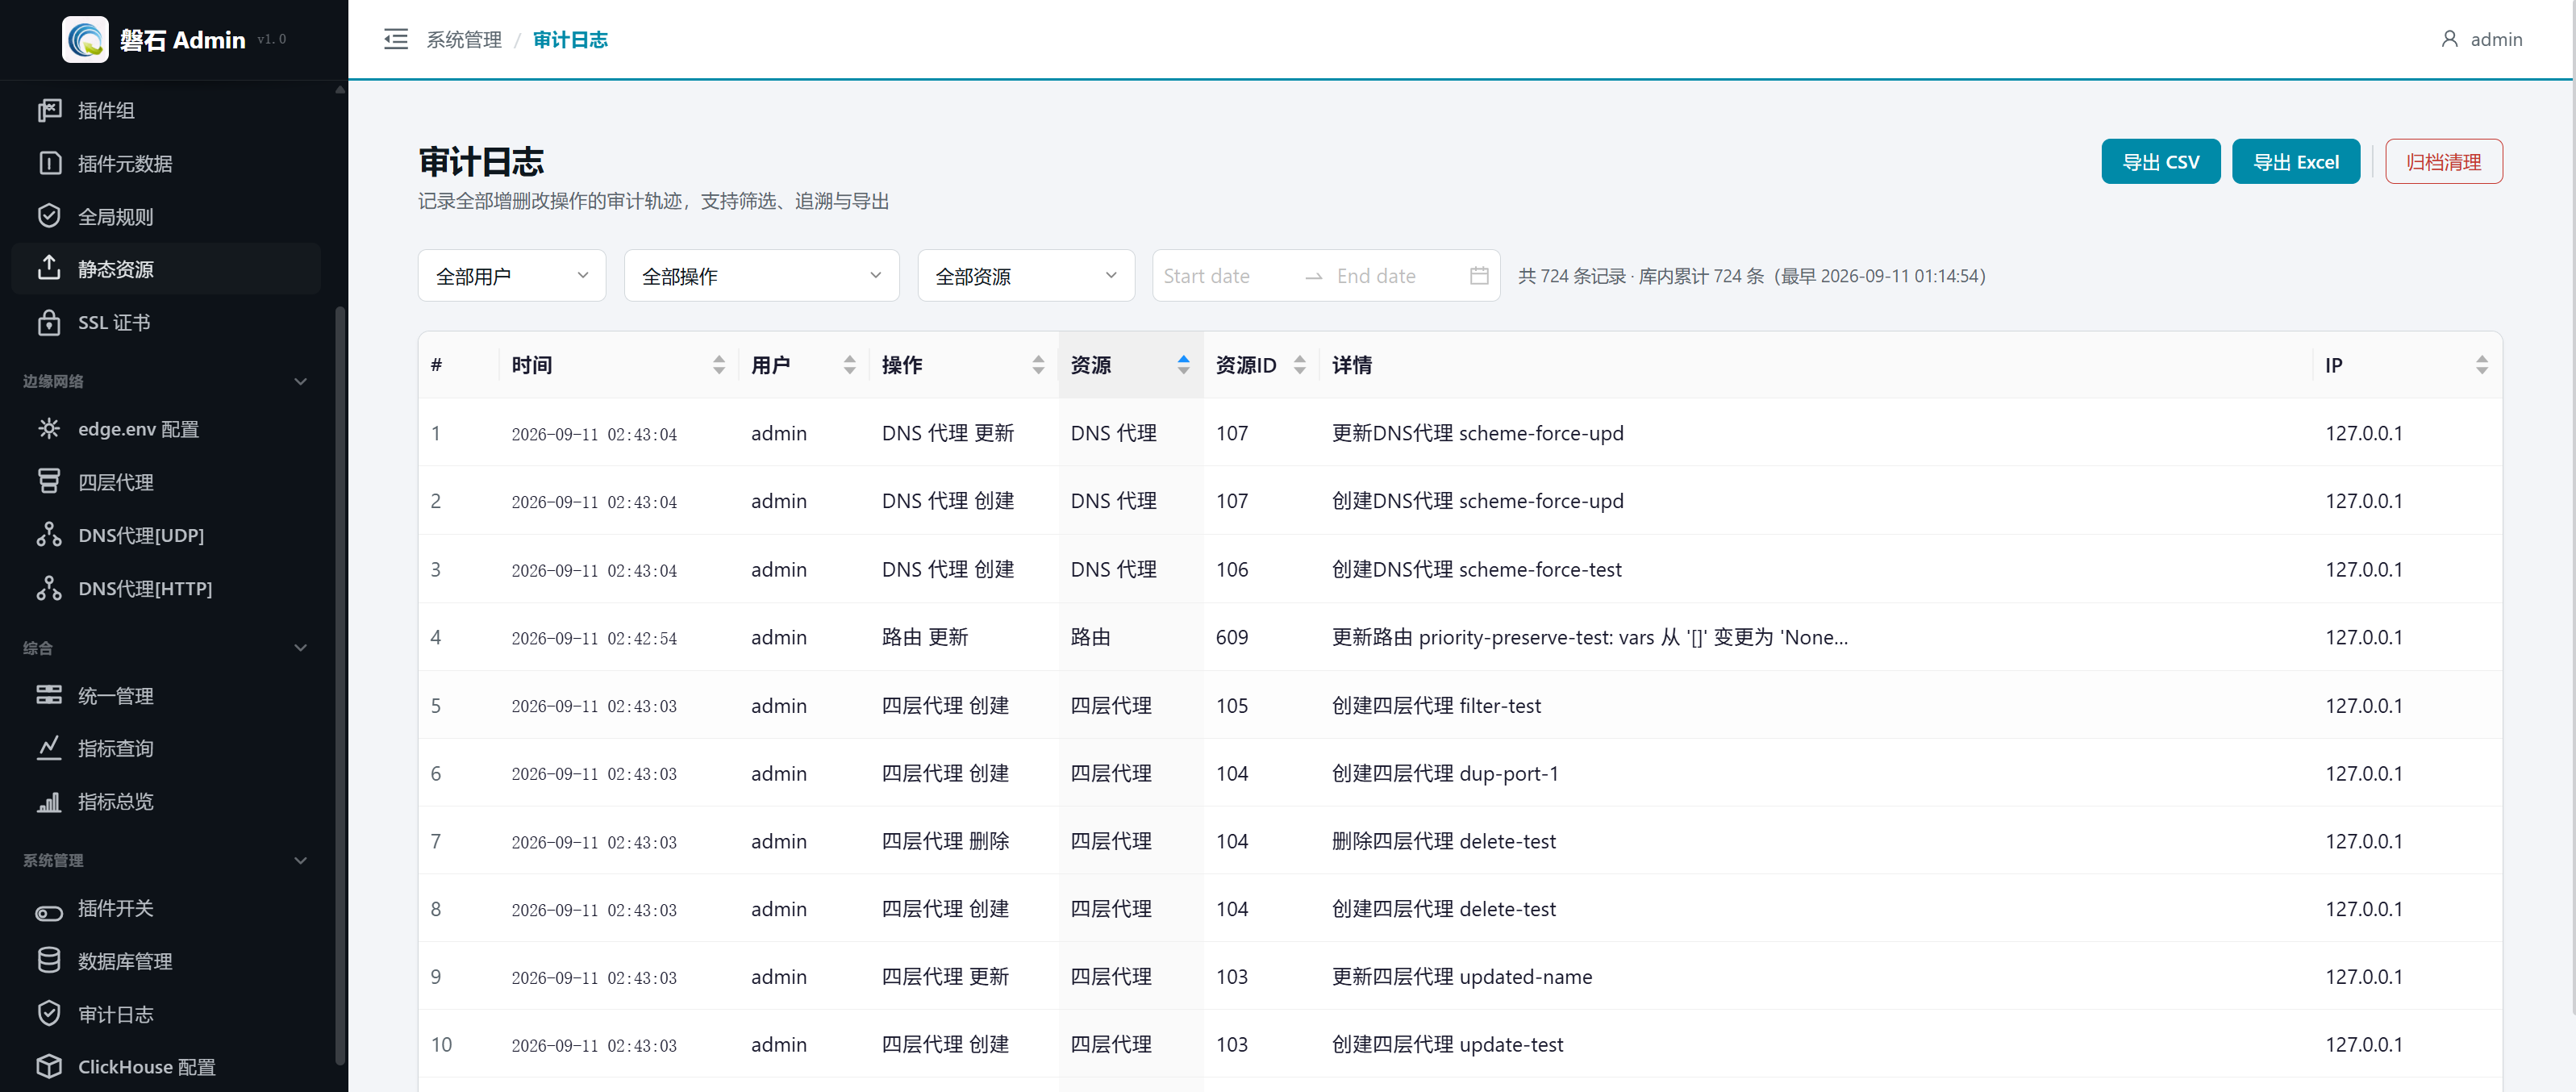 磐石 Admin v1.0
插件组
插件元数据
全局规则
静态资源
SSL 证书
边缘网络
edge.env 配置
四层代理
DNS代理[UDP]
DNS代理[HTTP]
综合
统一管理
指标查询
指标总览
系统管理
插件开关
数据库管理
审计日志
ClickHouse 配置
系统管理 / 审计日志
admin
审计日志
记录全部增删改操作的审计轨迹，支持筛选、追溯与导出
导出 CSV 导出 Excel 归档清理
全部用户 全部操作 全部资源 Start date → End date 共 724 条记录 · 库内累计 724 条（最早 2026-09-11 01:14:54）
# 时间 用户 操作 资源 资源ID 详情 IP
1 2026-09-11 02:43:04 admin DNS 代理 更新 DNS 代理 107 更新DNS代理 scheme-force-upd 127.0.0.1
2 2026-09-11 02:43:04 admin DNS 代理 创建 DNS 代理 107 创建DNS代理 scheme-force-upd 127.0.0.1
3 2026-09-11 02:43:04 admin DNS 代理 创建 DNS 代理 106 创建DNS代理 scheme-force-test 127.0.0.1
4 2026-09-11 02:42:54 admin 路由 更新 路由 609 更新路由 priority-preserve-test: vars 从 '[]' 变更为 'None... 127.0.0.1
5 2026-09-11 02:43:03 admin 四层代理 创建 四层代理 105 创建四层代理 filter-test 127.0.0.1
6 2026-09-11 02:43:03 admin 四层代理 创建 四层代理 104 创建四层代理 dup-port-1 127.0.0.1
7 2026-09-11 02:43:03 admin 四层代理 删除 四层代理 104 删除四层代理 delete-test 127.0.0.1
8 2026-09-11 02:43:03 admin 四层代理 创建 四层代理 104 创建四层代理 delete-test 127.0.0.1
9 2026-09-11 02:43:03 admin 四层代理 更新 四层代理 103 更新四层代理 updated-name 127.0.0.1
10 2026-09-11 02:43:03 admin 四层代理 创建 四层代理 103 创建四层代理 update-test 127.0.0.1